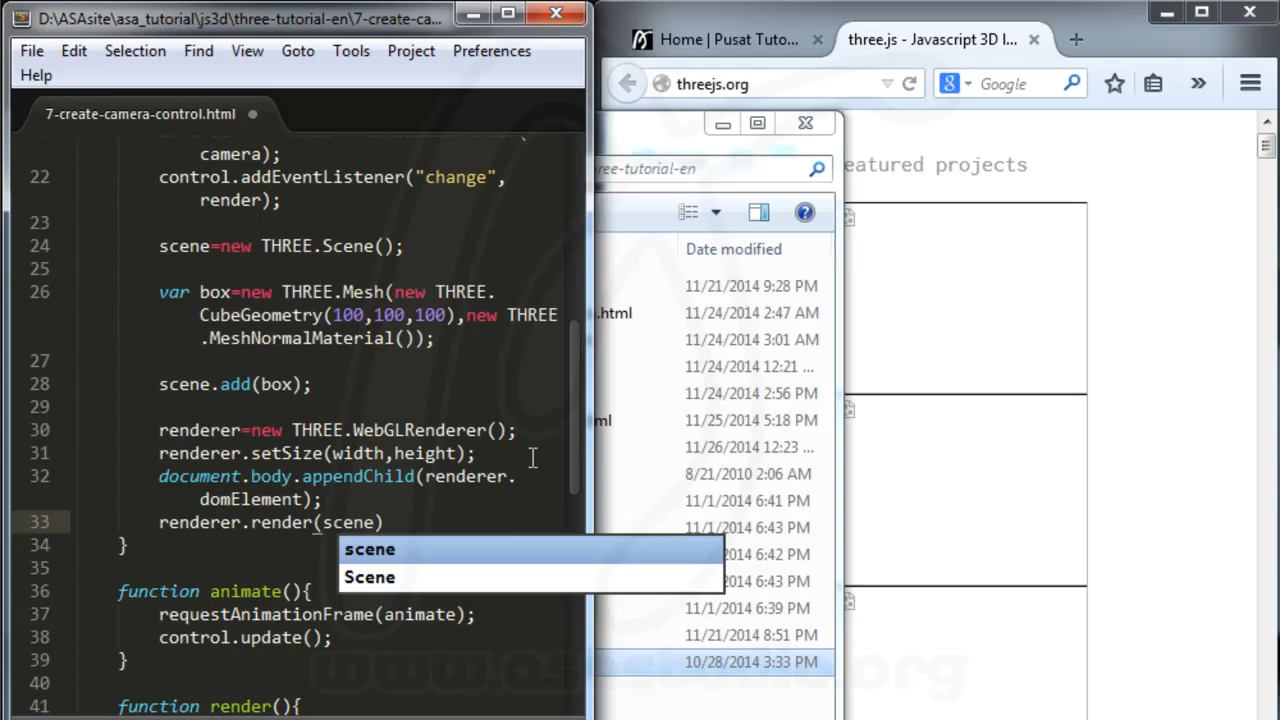 D:\ASAsite\asa_tutorial\js3d\three-tutorial-en\7-create-ca...
File Edit Selection Find View Goto Tools Project Preferences
Help
7-create-camera-control.html
camera);
22 control.addEventListener("change",
render);
23
24 scene=new THREE.Scene();
25
26 var box=new THREE.Mesh(new THREE.
CubeGeometry(100,100,100),new THREE
.MeshNormalMaterial());
27
28 scene.add(box);
29
30 renderer=new THREE.WebGLRenderer();
31 renderer.setSize(width,height);
32 document.body.appendChild(renderer.
domElement);
33 renderer.render(scene)
34 }
scene
Scene
35
36 function animate(){
37 requestAnimationFrame(animate);
38 control.update();
39 }
40
41 function render(){
Home | Pusat Tuto...
three.js - Javascript 3D l...
threejs.org
Google
ree-tutorial-en
eatured projects
Date modified
11/21/2014 9:28 PM
.html 11/24/2014 2:47 AM
11/24/2014 3:01 AM
11/24/2014 12:21 ...
11/24/2014 2:56 PM
ml 11/25/2014 5:18 PM
11/26/2014 12:23 ...
8/21/2010 2:06 AM
11/1/2014 6:41 PM
11/1/2014 6:43 PM
11/1/2014 6:42 PM
11/1/2014 6:43 PM
11/1/2014 6:39 PM
11/21/2014 8:51 PM
10/28/2014 3:33 PM